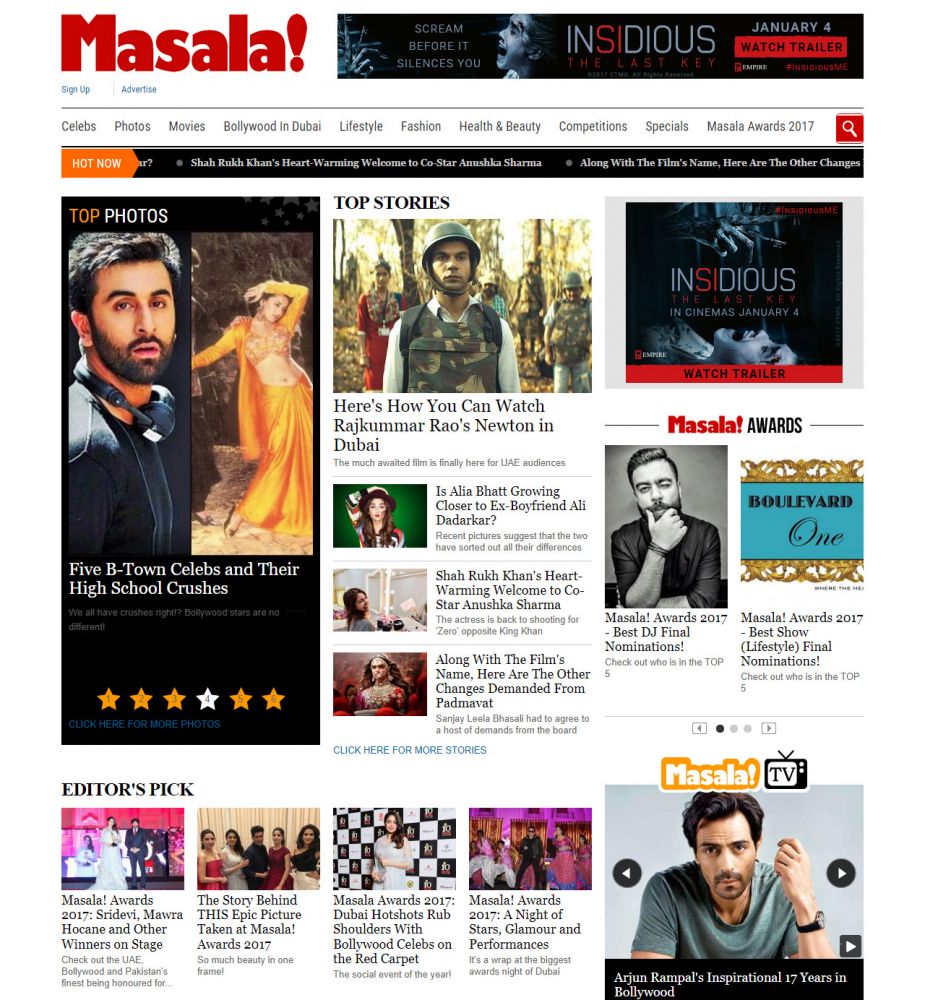 Masala!
SCREAM
BEFORE IT
SILENCES YOU
INSIDIOUS
THE LAST KEY
©2017 CTMG. All Rights Reserved
JANUARY 4
WATCH TRAILER
EMPIRE #INSIDIOUSME
Sign Up Advertise
Celebs Photos Movies Bollywood In Dubai Lifestyle Fashion Health & Beauty Competitions Specials Masala Awards 2017
HOT NOW ar? Shah Rukh Khan's Heart-Warming Welcome to Co-Star Anushka Sharma Along With The Film's Name, Here Are The Other Changes
TOP PHOTOS
Five B-Town Celebs and Their
High School Crushes
We all have crushes right!? Bollywood stars are no
different!
1 2 3 4 5 6
CLICK HERE FOR MORE PHOTOS
TOP STORIES
Here's How You Can Watch
Rajkummar Rao's Newton in
Dubai
The much awaited film is finally here for UAE audiences
Is Alia Bhatt Growing
Closer to Ex-Boyfriend Ali
Dadarkar?
Recent pictures suggest that the two
have sorted out all their differences
Shah Rukh Khan's Heart-
Warming Welcome to Co-
Star Anushka Sharma
The actress is back to shooting for
'Zero' opposite King Khan
Along With The Film's
Name, Here Are The Other
Changes Demanded From
Padmavat
Sanjay Leela Bhasali had to agree to
a host of demands from the board
CLICK HERE FOR MORE STORIES
#INSIDIOUSME
INSIDIOUS
THE LAST KEY
IN CINEMAS JANUARY 4
EMPIRE
WATCH TRAILER
Masala! AWARDS
BOULEVARD
One
WHERE THE HEA
Masala! Awards 2017
- Best DJ Final
Nominations!
Check out who is in the TOP
5
Masala! Awards 2017
- Best Show
(Lifestyle) Final
Nominations!
Check out who is in the TOP
5
Masala! TV
Arjun Rampal's Inspirational 17 Years in
Bollywood
EDITOR'S PICK
Masala! Awards
2017: Sridevi, Mawra
Hocane and Other
Winners on Stage
Check out the UAE,
Bollywood and Pakistan's
finest being honoured for...
The Story Behind
THIS Epic Picture
Taken at Masala!
Awards 2017
So much beauty in one
frame!
Masala Awards 2017:
Dubai Hotshots Rub
Shoulders With
Bollywood Celebs on
the Red Carpet
The social event of the year!
Masala! Awards
2017: A Night of
Stars, Glamour and
Performances
It's a wrap at the biggest
awards night of Dubai